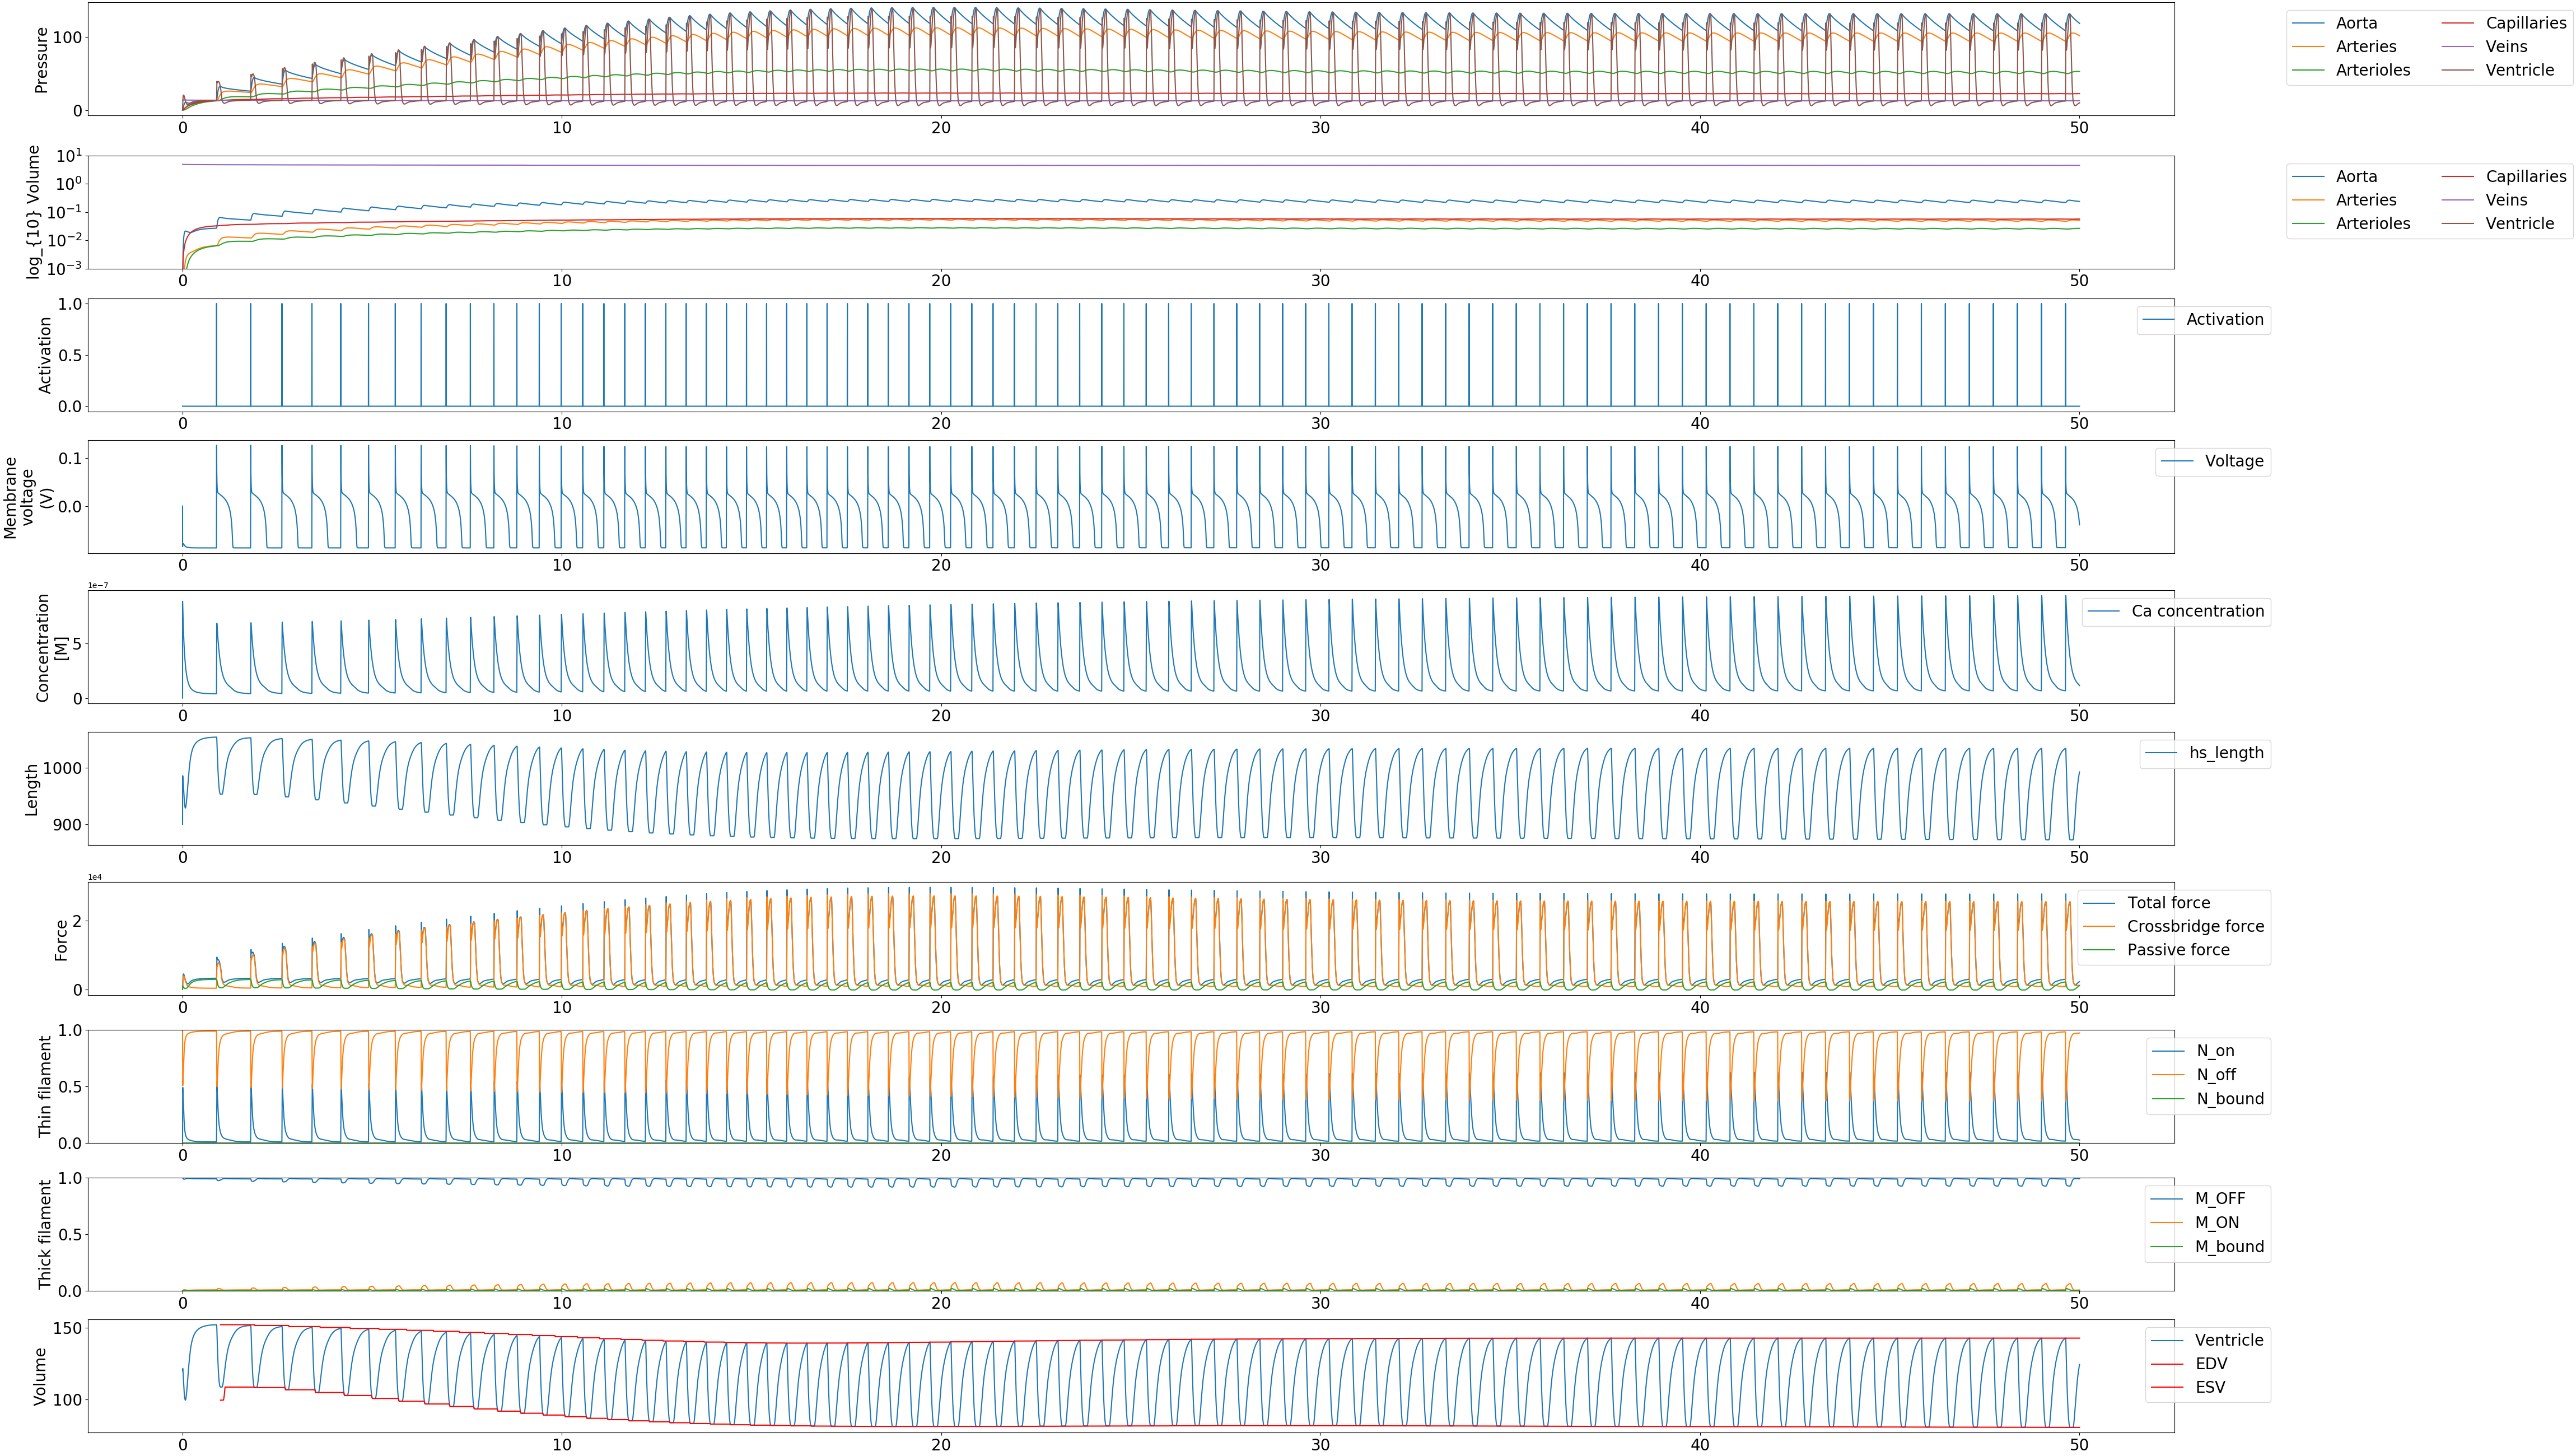 Pressure
100
0
0 10 20 30 40 50
Aorta Capillaries
Arteries Veins
Arterioles Ventricle
log_{10} Volume
10^1
10^0
10^-1
10^-2
10^-3
0 10 20 30 40 50
Aorta Capillaries
Arteries Veins
Arterioles Ventricle
Activation
1.0
0.5
0.0
0 10 20 30 40 50
Activation
Membrane
voltage
(V)
0.1
0.0
0 10 20 30 40 50
Voltage
1e−7
Concentration
[M]
5
0
0 10 20 30 40 50
Ca concentration
Length
1000
900
0 10 20 30 40 50
hs_length
1e4
Force
2
0
0 10 20 30 40 50
Total force
Crossbridge force
Passive force
Thin filament
1.0
0.5
0.0
0 10 20 30 40 50
N_on
N_off
N_bound
Thick filament
1.0
0.5
0.0
0 10 20 30 40 50
M_OFF
M_ON
M_bound
Volume
150
100
0 10 20 30 40 50
Ventricle
EDV
ESV